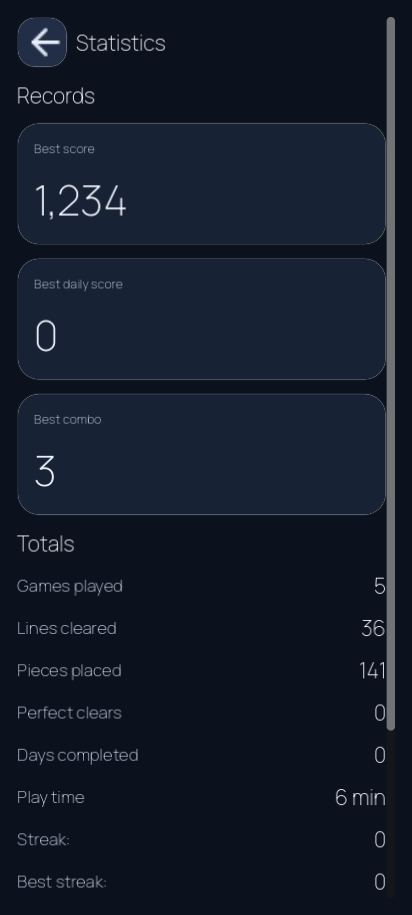 Statistics
Records
Best score
1,234
Best daily score
0
Best combo
3
Totals
Games played 5
Lines cleared 36
Pieces placed 141
Perfect clears 0
Days completed 0
Play time 6 min
Streak: 0
Best streak: 0